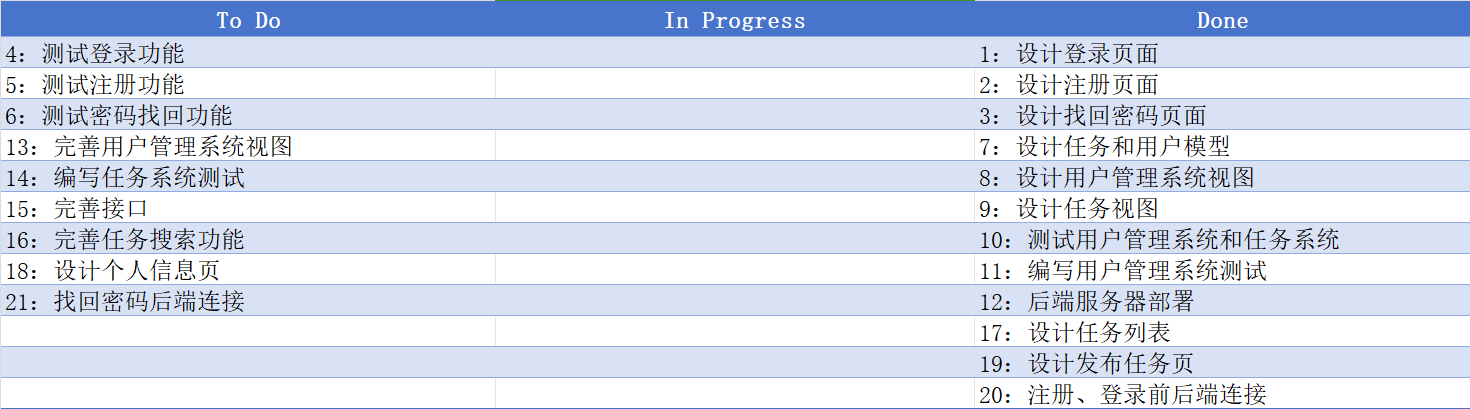 To Do In Progress Done
4：测试登录功能 1：设计登录页面
5：测试注册功能 2：设计注册页面
6：测试密码找回功能 3：设计找回密码页面
13：完善用户管理系统视图 7：设计任务和用户模型
14：编写任务系统测试 8：设计用户管理系统视图
15：完善接口 9：设计任务视图
16：完善任务搜索功能 10：测试用户管理系统和任务系统
18：设计个人信息页 11：编写用户管理系统测试
21：找回密码后端连接 12：后端服务器部署
17：设计任务列表
19：设计发布任务页
20：注册、登录前后端连接